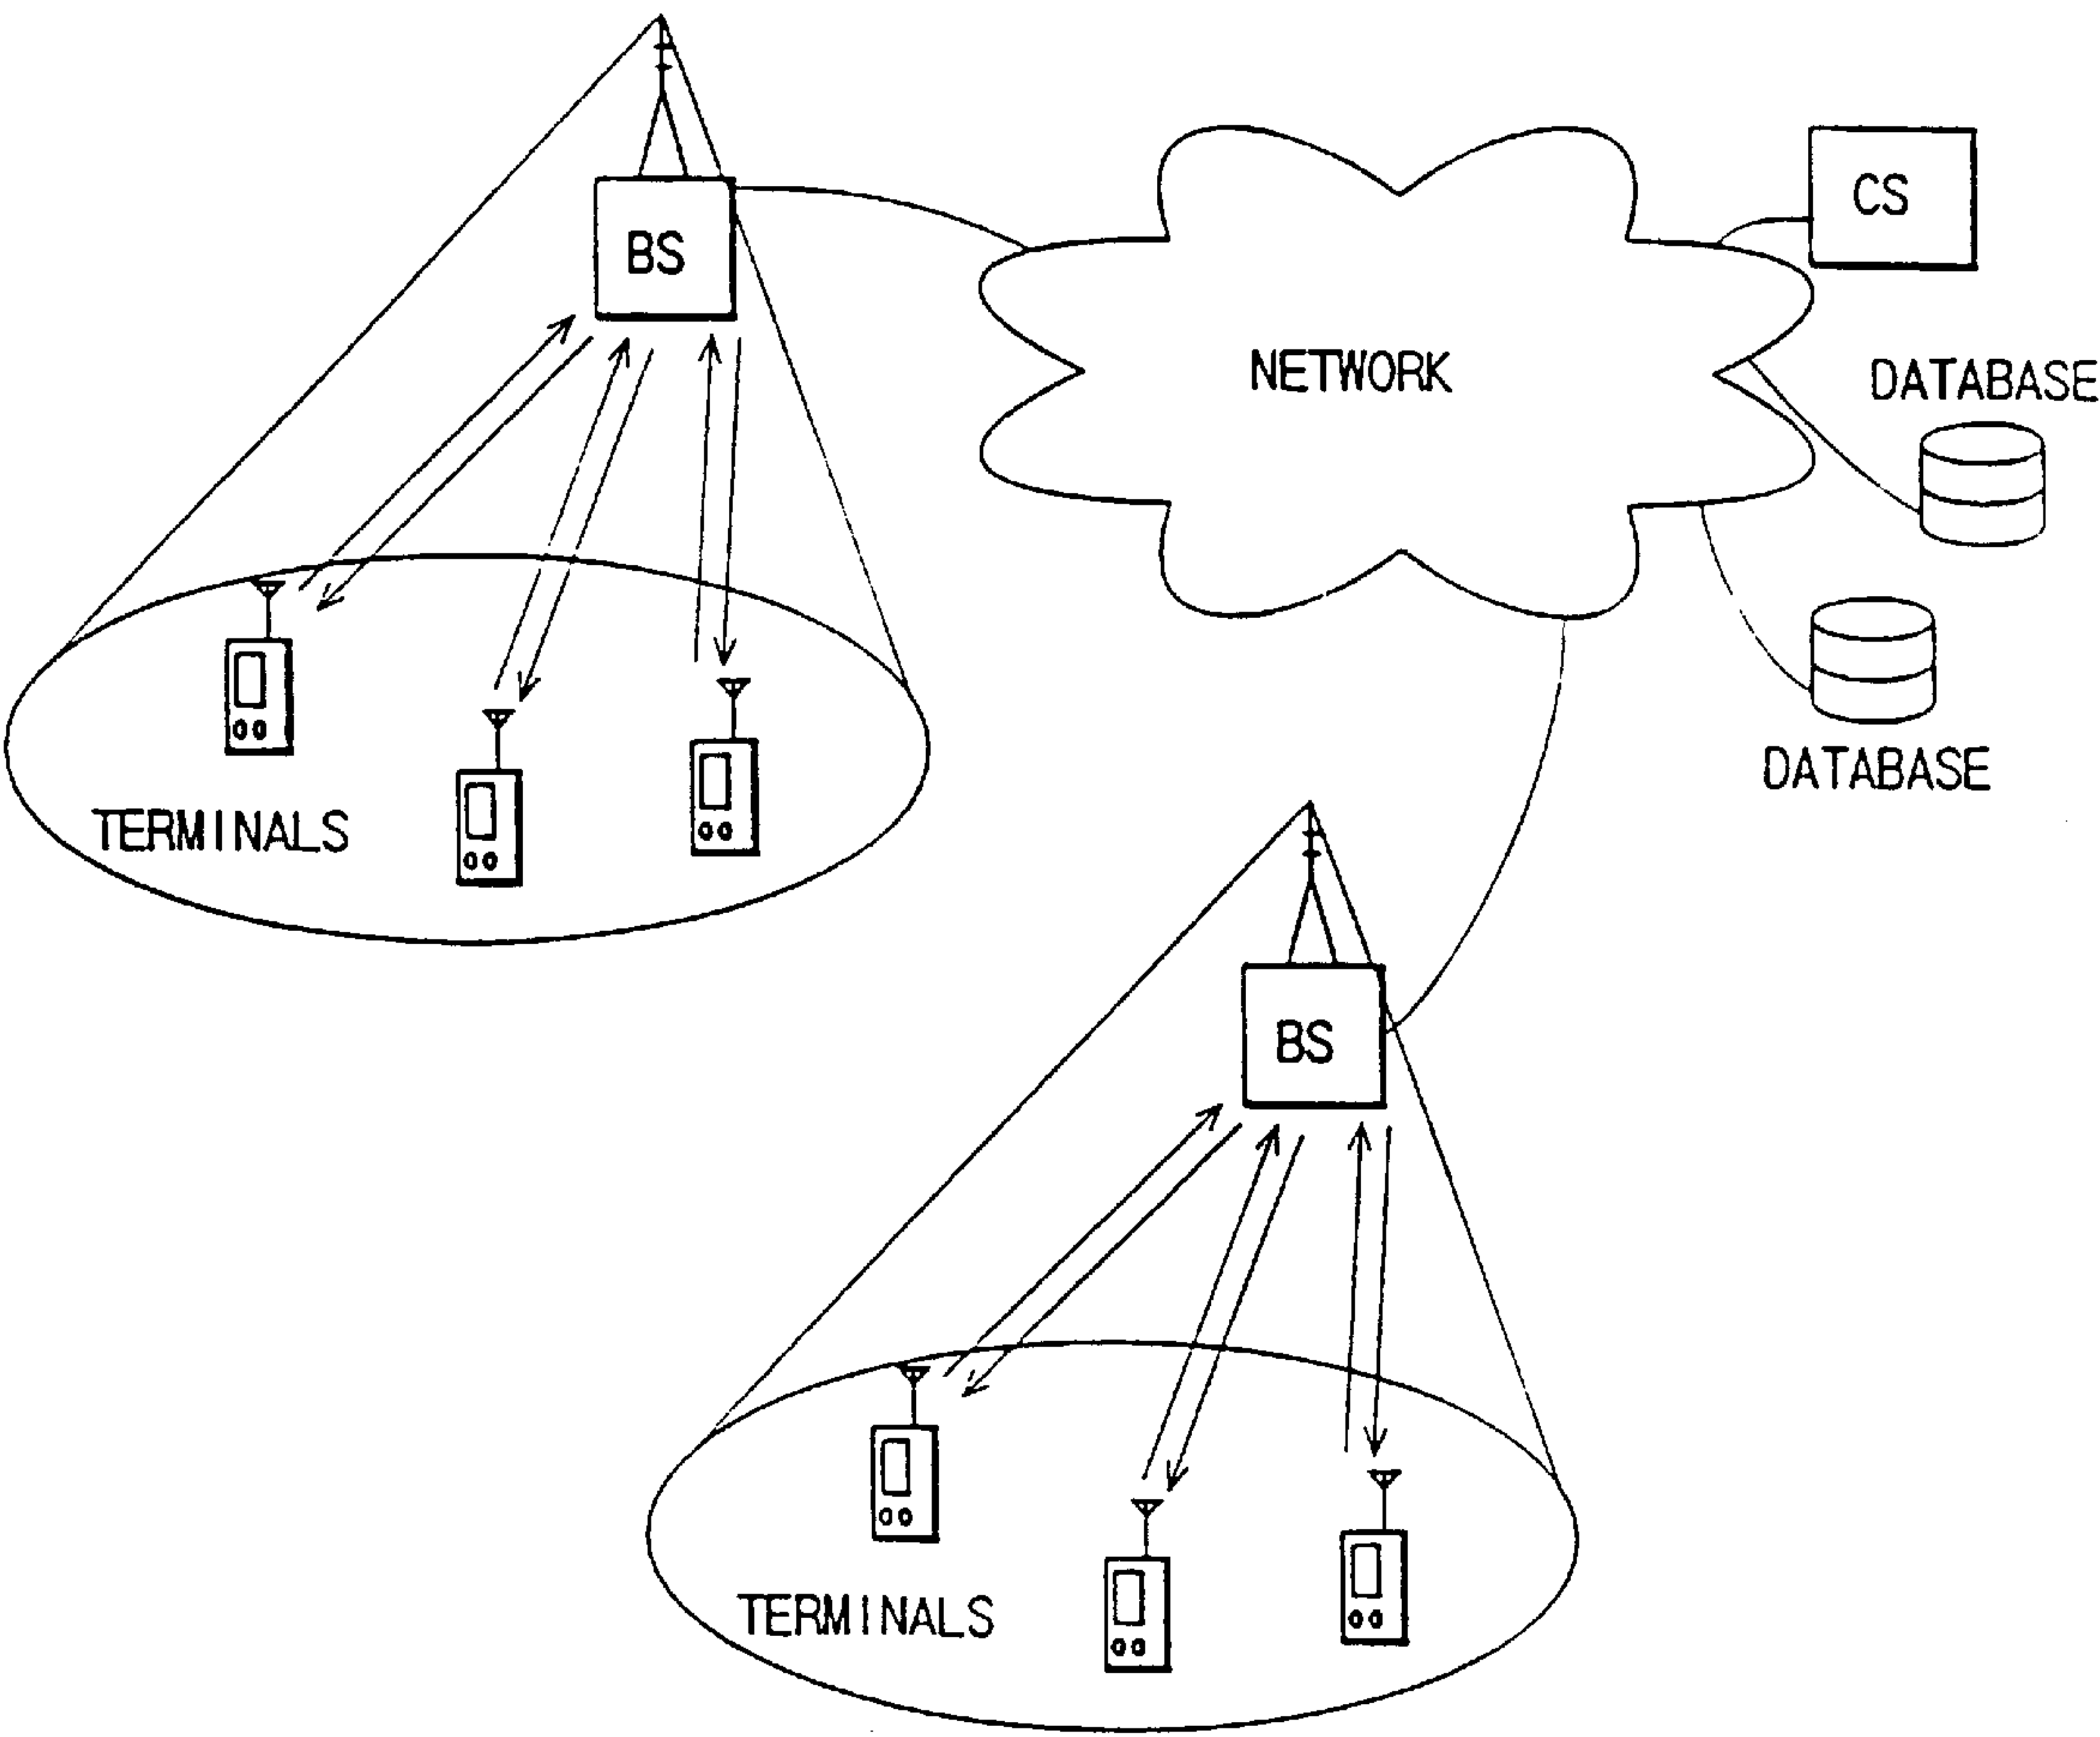 BS
CS
NETWORK
DATABASE
DATABASE
TERMINALS
BS
TERMINALS